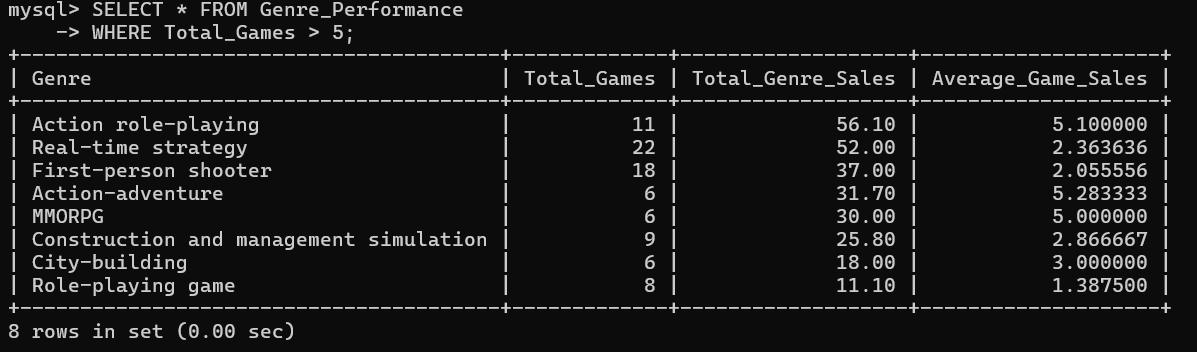 mysql> SELECT * FROM Genre_Performance
    -> WHERE Total_Games > 5;
+----------------------------------------+-------------+-------------------+--------------------+
| Genre                                  | Total_Games | Total_Genre_Sales | Average_Game_Sales |
+----------------------------------------+-------------+-------------------+--------------------+
| Action role-playing                    |          11 |             56.10 |           5.100000 |
| Real-time strategy                     |          22 |             52.00 |           2.363636 |
| First-person shooter                   |          18 |             37.00 |           2.055556 |
| Action-adventure                       |           6 |             31.70 |           5.283333 |
| MMORPG                                 |           6 |             30.00 |           5.000000 |
| Construction and management simulation |           9 |             25.80 |           2.866667 |
| City-building                          |           6 |             18.00 |           3.000000 |
| Role-playing game                      |           8 |             11.10 |           1.387500 |
+----------------------------------------+-------------+-------------------+--------------------+
8 rows in set (0.00 sec)